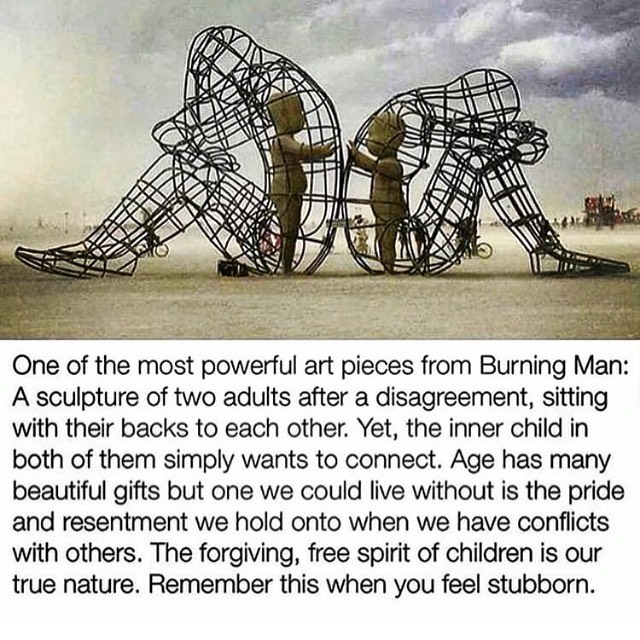 One of the most powerful art pieces from Burning Man:
A sculpture of two adults after a disagreement, sitting
with their backs to each other. Yet, the inner child in
both of them simply wants to connect. Age has many
beautiful gifts but one we could live without is the pride
and resentment we hold onto when we have conflicts
with others. The forgiving, free spirit of children is our
true nature. Remember this when you feel stubborn.